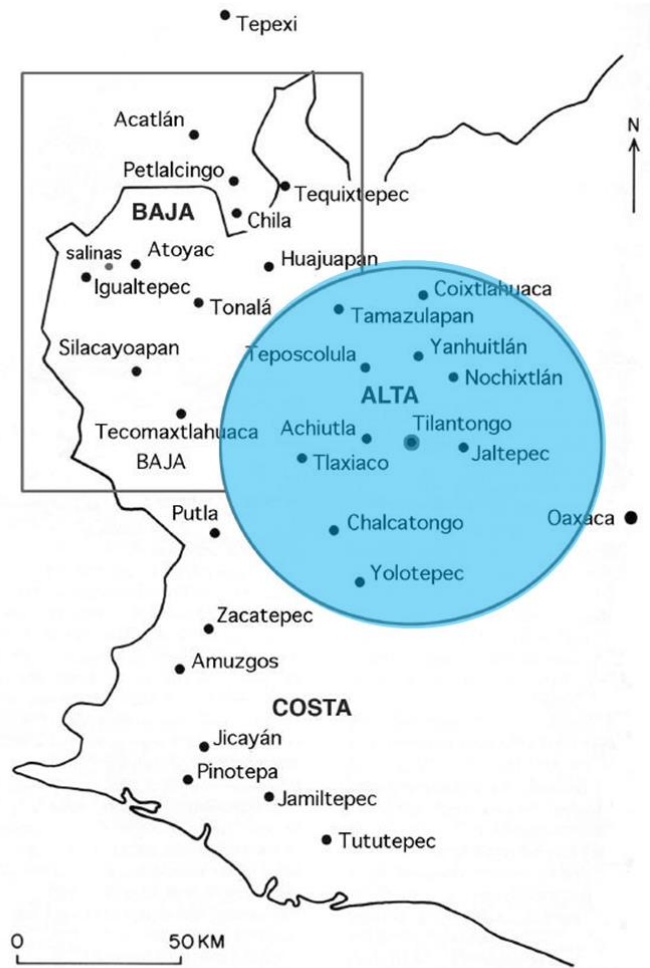 Tepexi
Acatlán
N
Petlalcingo
Tequixtepec
BAJA
Chila
salinas
Atoyac
Huajuapan
Igualtepec
Coixtlahuaca
Tonalá
Tamazulapan
Silacayoapan
Teposcolula
Yanhuitlán
Nochixtlán
ALTA
Tecomaxtlahuaca
Achiutla
Tilantongo
BAJA
Tlaxiaco
Jaltepec
Putla
Chalcatongo
Oaxaca
Yolotepec
Zacatepec
Amuzgos
COSTA
Jicayán
Pinotepa
Jamiltepec
Tututepec
0 50 KM